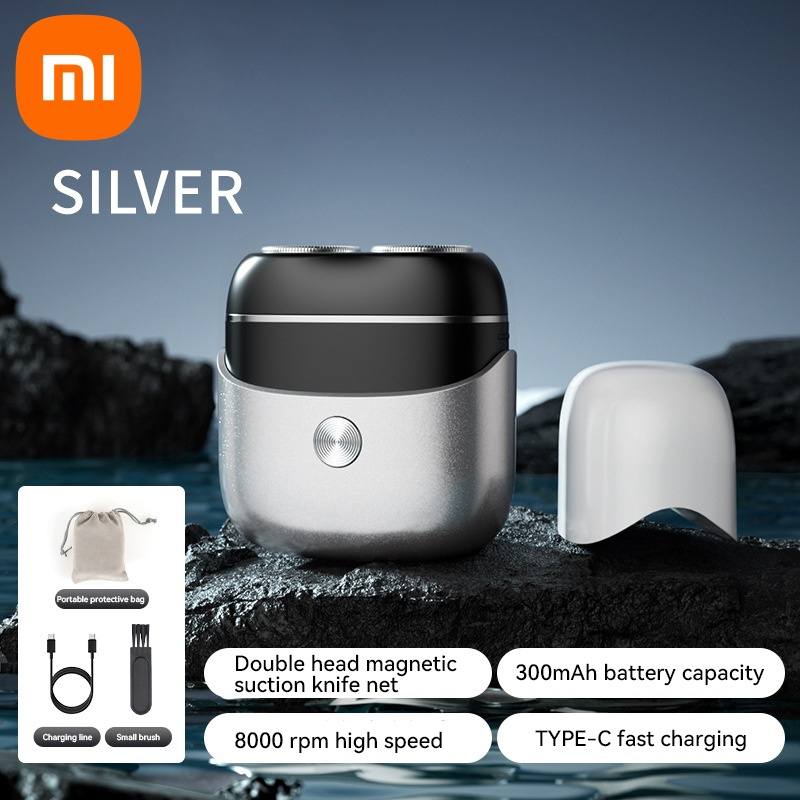 mi
SILVER
Portable protective bag
Charging line
Small brush
Double head magnetic
suction knife net
300mAh battery capacity
8000 rpm high speed
TYPE-C fast charging